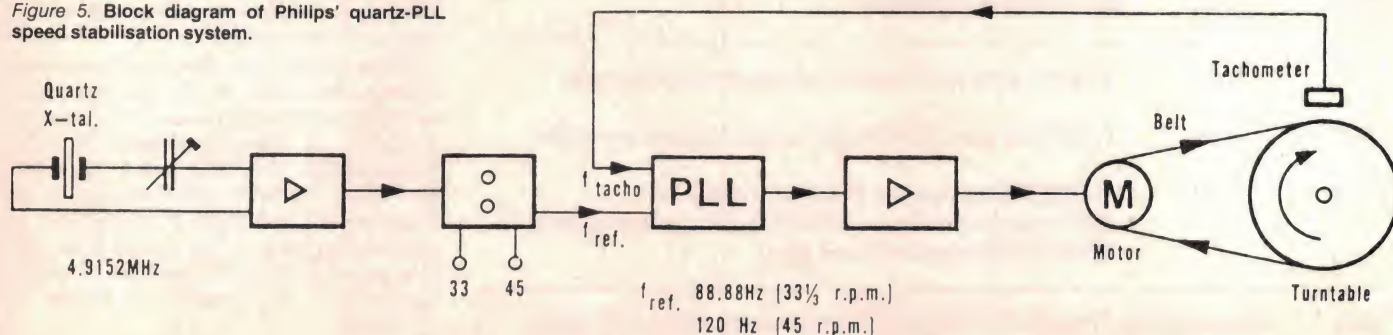 Figure 5. Block diagram of Philips' quartz-PLL
speed stabilisation system.
Quartz
X-tal.
4.9152MHz
33 45
f tacho
f ref.
PLL
f ref. 88.88Hz (33⅓ r.p.m.)
120 Hz (45 r.p.m.)
M
Motor
Belt
Tachometer
Turntable